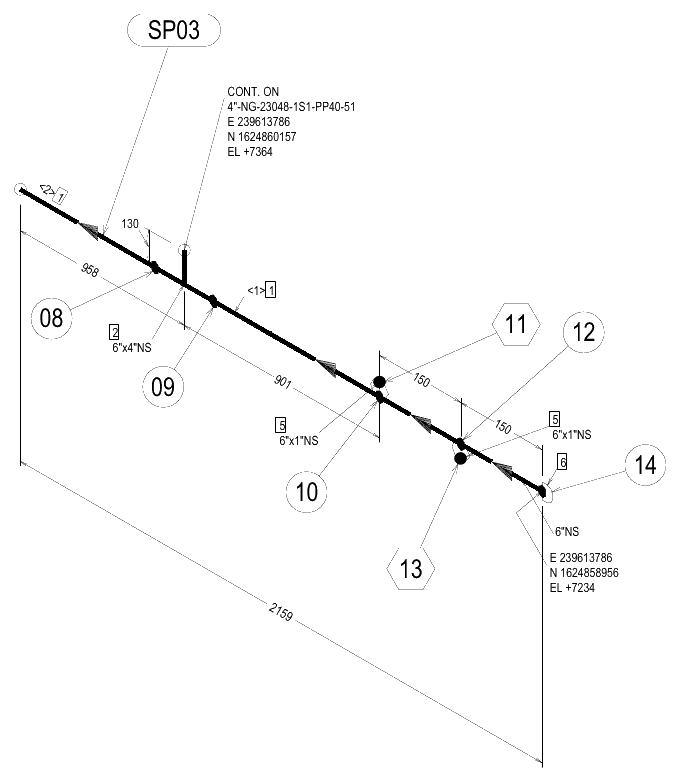 SP03
CONT. ON
4"-NG-23048-1S1-PP40-51
E 239613786
N 1624860157
EL +7364
<2> 1
130
958
08
<1> 1
2
6"x4"NS
09
901
11
12
150
150
5
6"x1"NS
5
6"x1"NS
10
6
14
13
6"NS
E 239613786
N 1624858956
EL +7234
2159